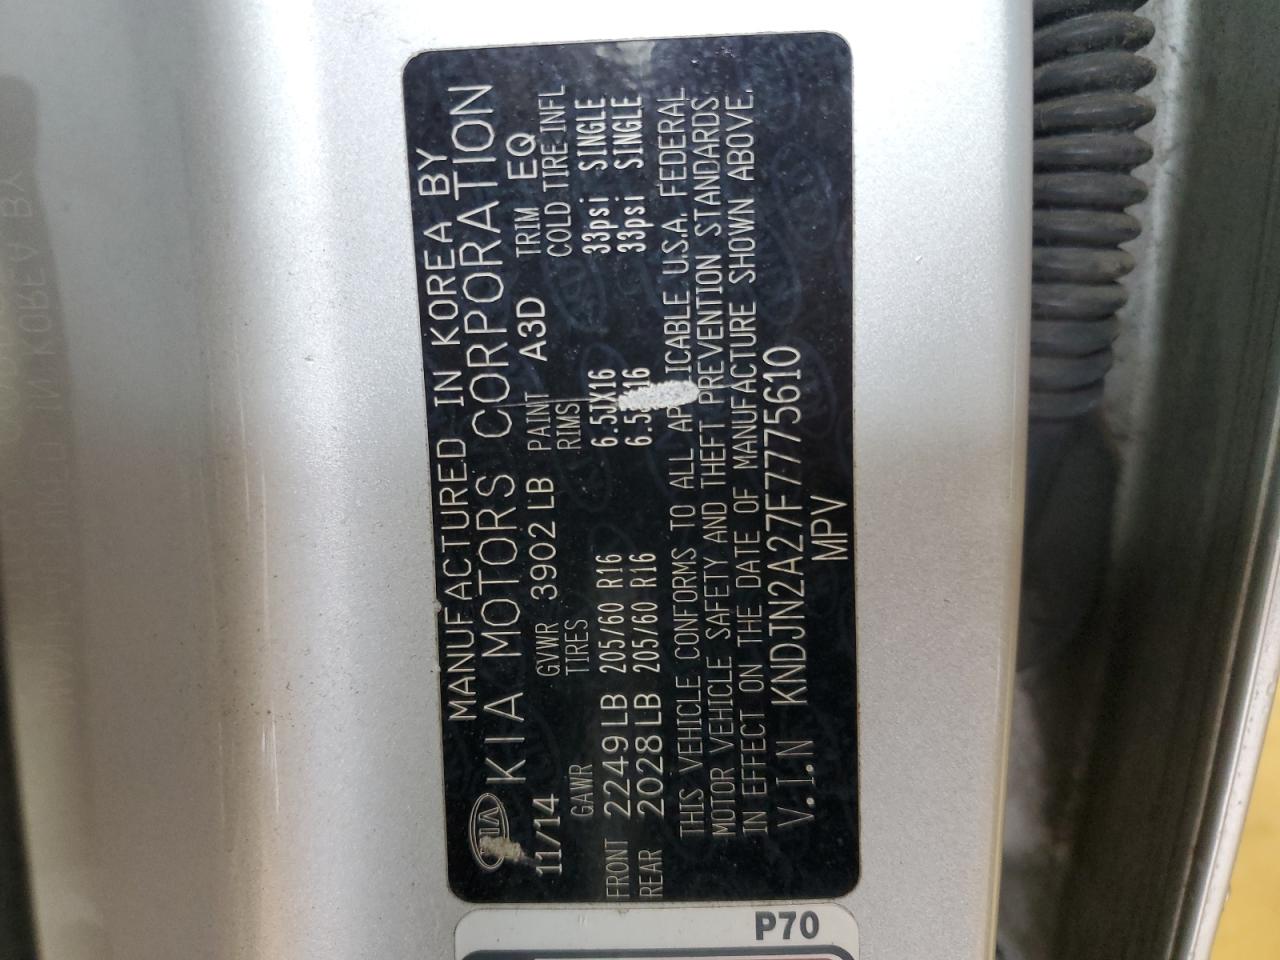 MANUFACTURED IN KOREA BY
KIA KIA MOTORS CORPORATION
11/14 GVWR 3902 LB PAINT A3D TRIM EQ
GAWR TIRES RIMS COLD TIRE INFL
FRONT 2249 LB 205/60 R16 6.5JX16 33psi SINGLE
REAR 2028 LB 205/60 R16 16 33psi SINGLE
THIS VEHICLE CONFORMS TO ALL APPLICABLE U.S.A. FEDERAL
MOTOR VEHICLE SAFETY AND THEFT PREVENTION STANDARDS
IN EFFECT ON THE DATE OF MANUFACTURE SHOWN ABOVE.
V.I.N KNDJN2A27F7775610
MPV
P70